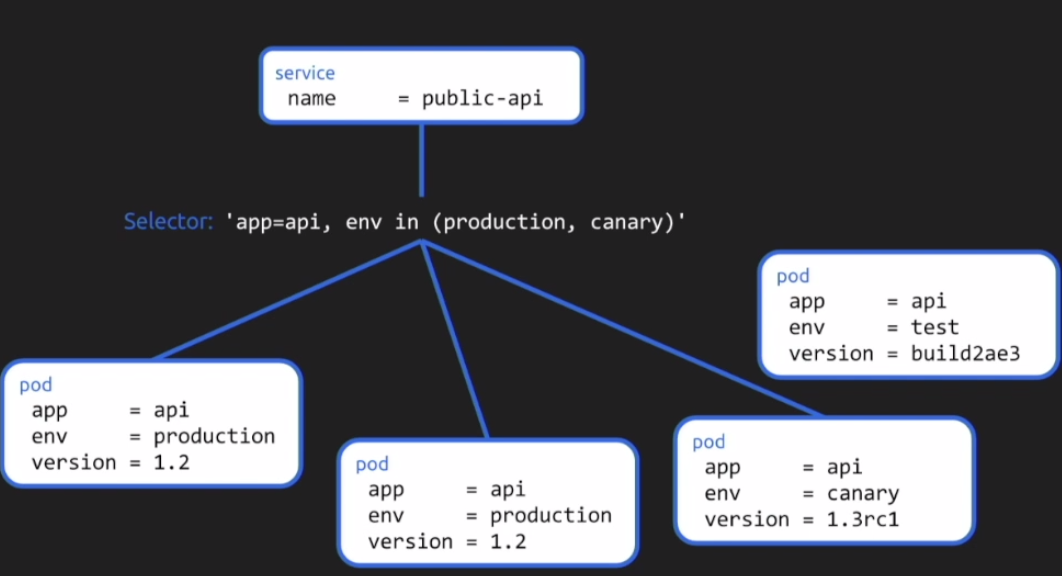 service
name = public-api
Selector: 'app=api, env in (production, canary)'
pod
app = api
env = test
version = build2ae3
pod
app = api
env = production
version = 1.2
pod
app = api
env = production
version = 1.2
pod
app = api
env = canary
version = 1.3rc1